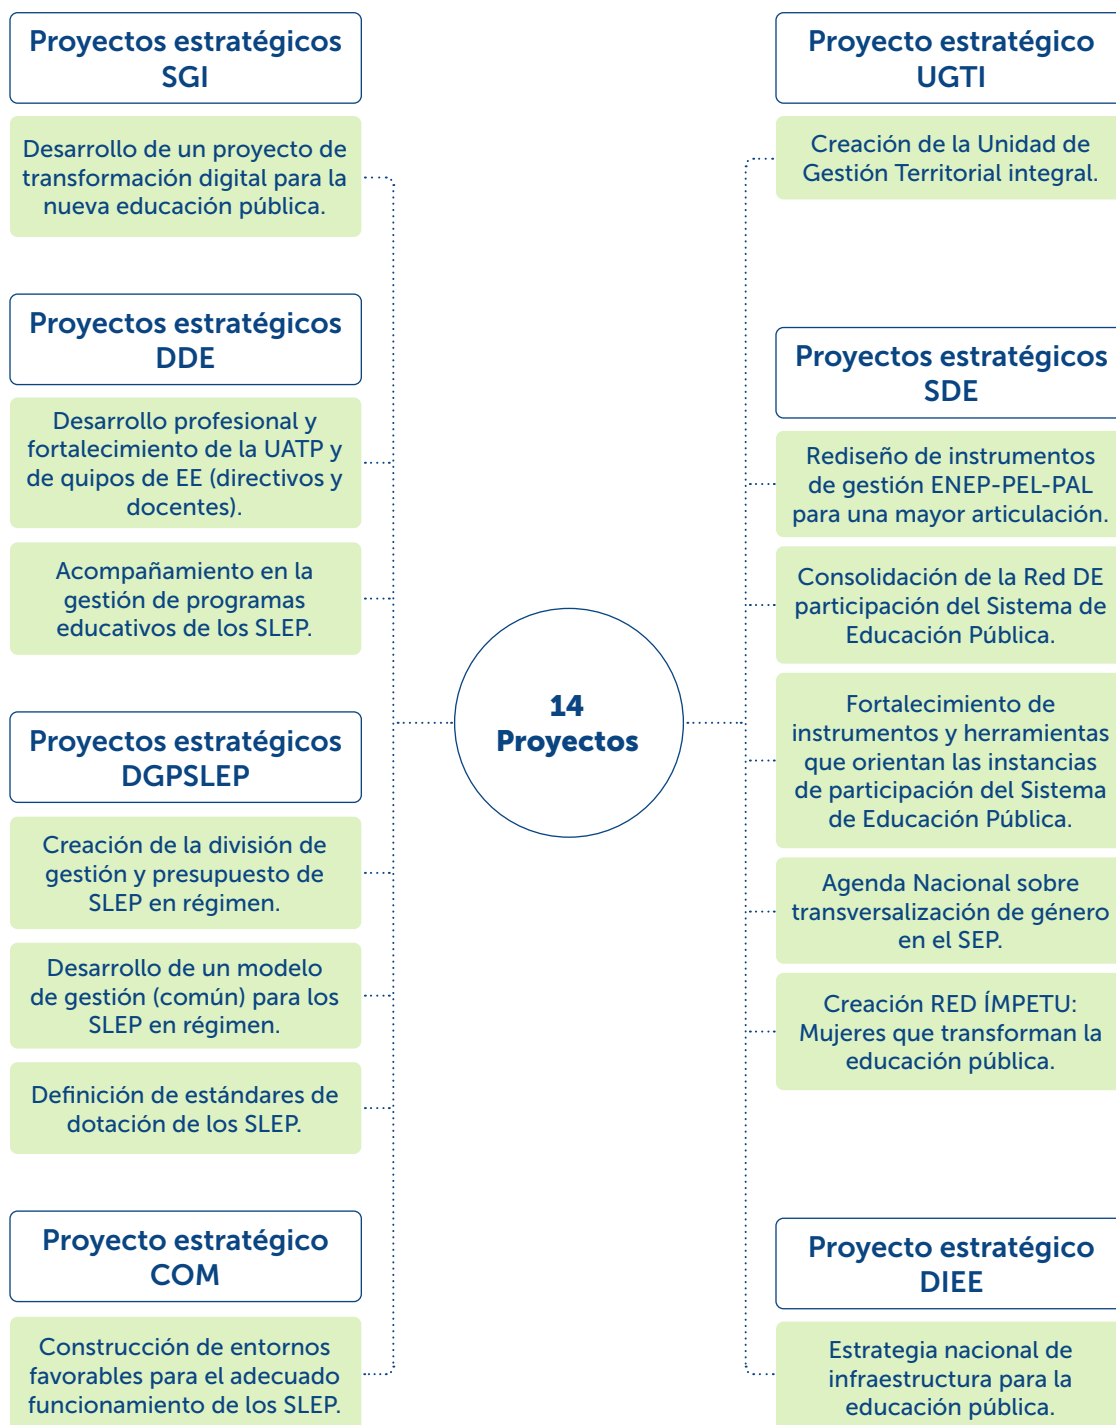 Proyectos estratégicos
SGI
Desarrollo de un proyecto de
transformación digital para la
nueva educación pública.
Proyectos estratégicos
DDE
Desarrollo profesional y
fortalecimiento de la UATP y
de quipos de EE (directivos y
docentes).
Acompañamiento en la
gestión de programas
educativos de los SLEP.
Proyectos estratégicos
DGPSLEP
Creación de la división de
gestión y presupuesto de
SLEP en régimen.
Desarrollo de un modelo
de gestión (común) para los
SLEP en régimen.
Definición de estándares de
dotación de los SLEP.
Proyecto estratégico
COM
Construcción de entornos
favorables para el adecuado
funcionamiento de los SLEP.
14
Proyectos
Proyecto estratégico
UGTI
Creación de la Unidad de
Gestión Territorial integral.
Proyectos estratégicos
SDE
Rediseño de instrumentos
de gestión ENEP-PEL-PAL
para una mayor articulación.
Consolidación de la Red DE
participación del Sistema de
Educación Pública.
Fortalecimiento de
instrumentos y herramientas
que orientan las instancias
de participación del Sistema
de Educación Pública.
Agenda Nacional sobre
transversalización de género
en el SEP.
Creación RED ÍMPETU:
Mujeres que transforman la
educación pública.
Proyecto estratégico
DIEE
Estrategia nacional de
infraestructura para la
educación pública.